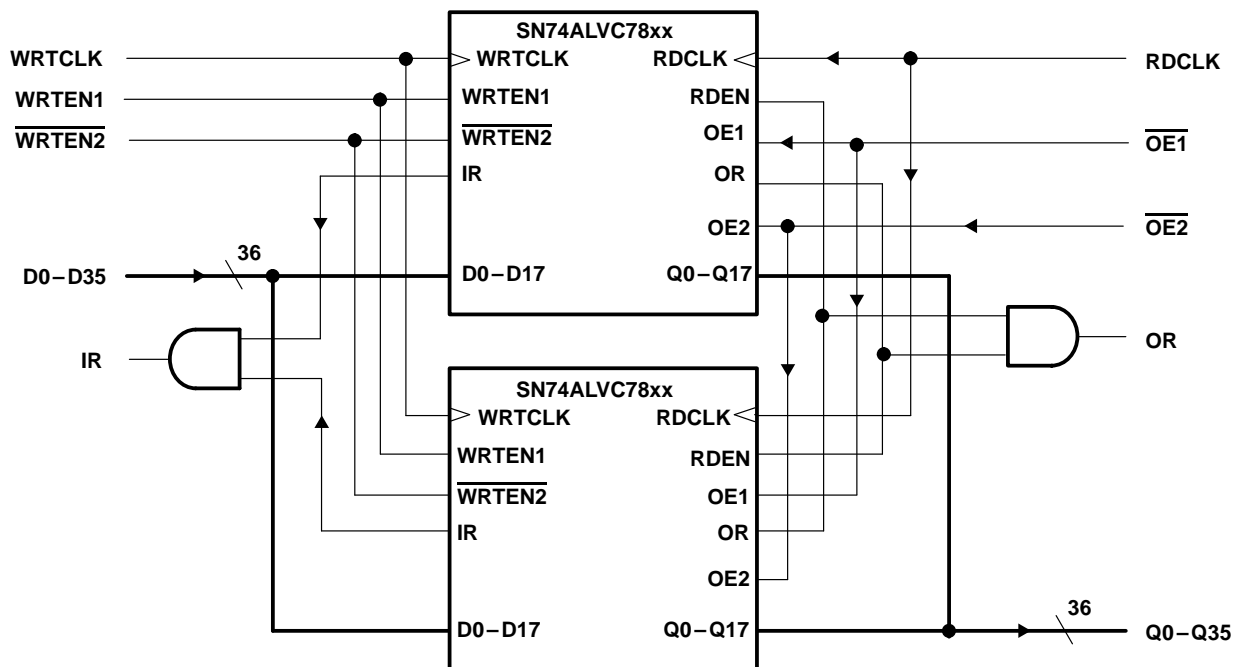 SN74ALVC78xx
WRTCLK
WRTCLK
RDCLK
RDCLK
WRTEN1
WRTEN1
RDEN
WRTEN2
WRTEN2
OE1
OE1
IR
OR
OE2
OE2
36
D0–D35
D0–D17
Q0–Q17
IR
OR
SN74ALVC78xx
WRTCLK
RDCLK
WRTEN1
RDEN
WRTEN2
OE1
IR
OR
OE2
36
D0–D17
Q0–Q17
Q0–Q35